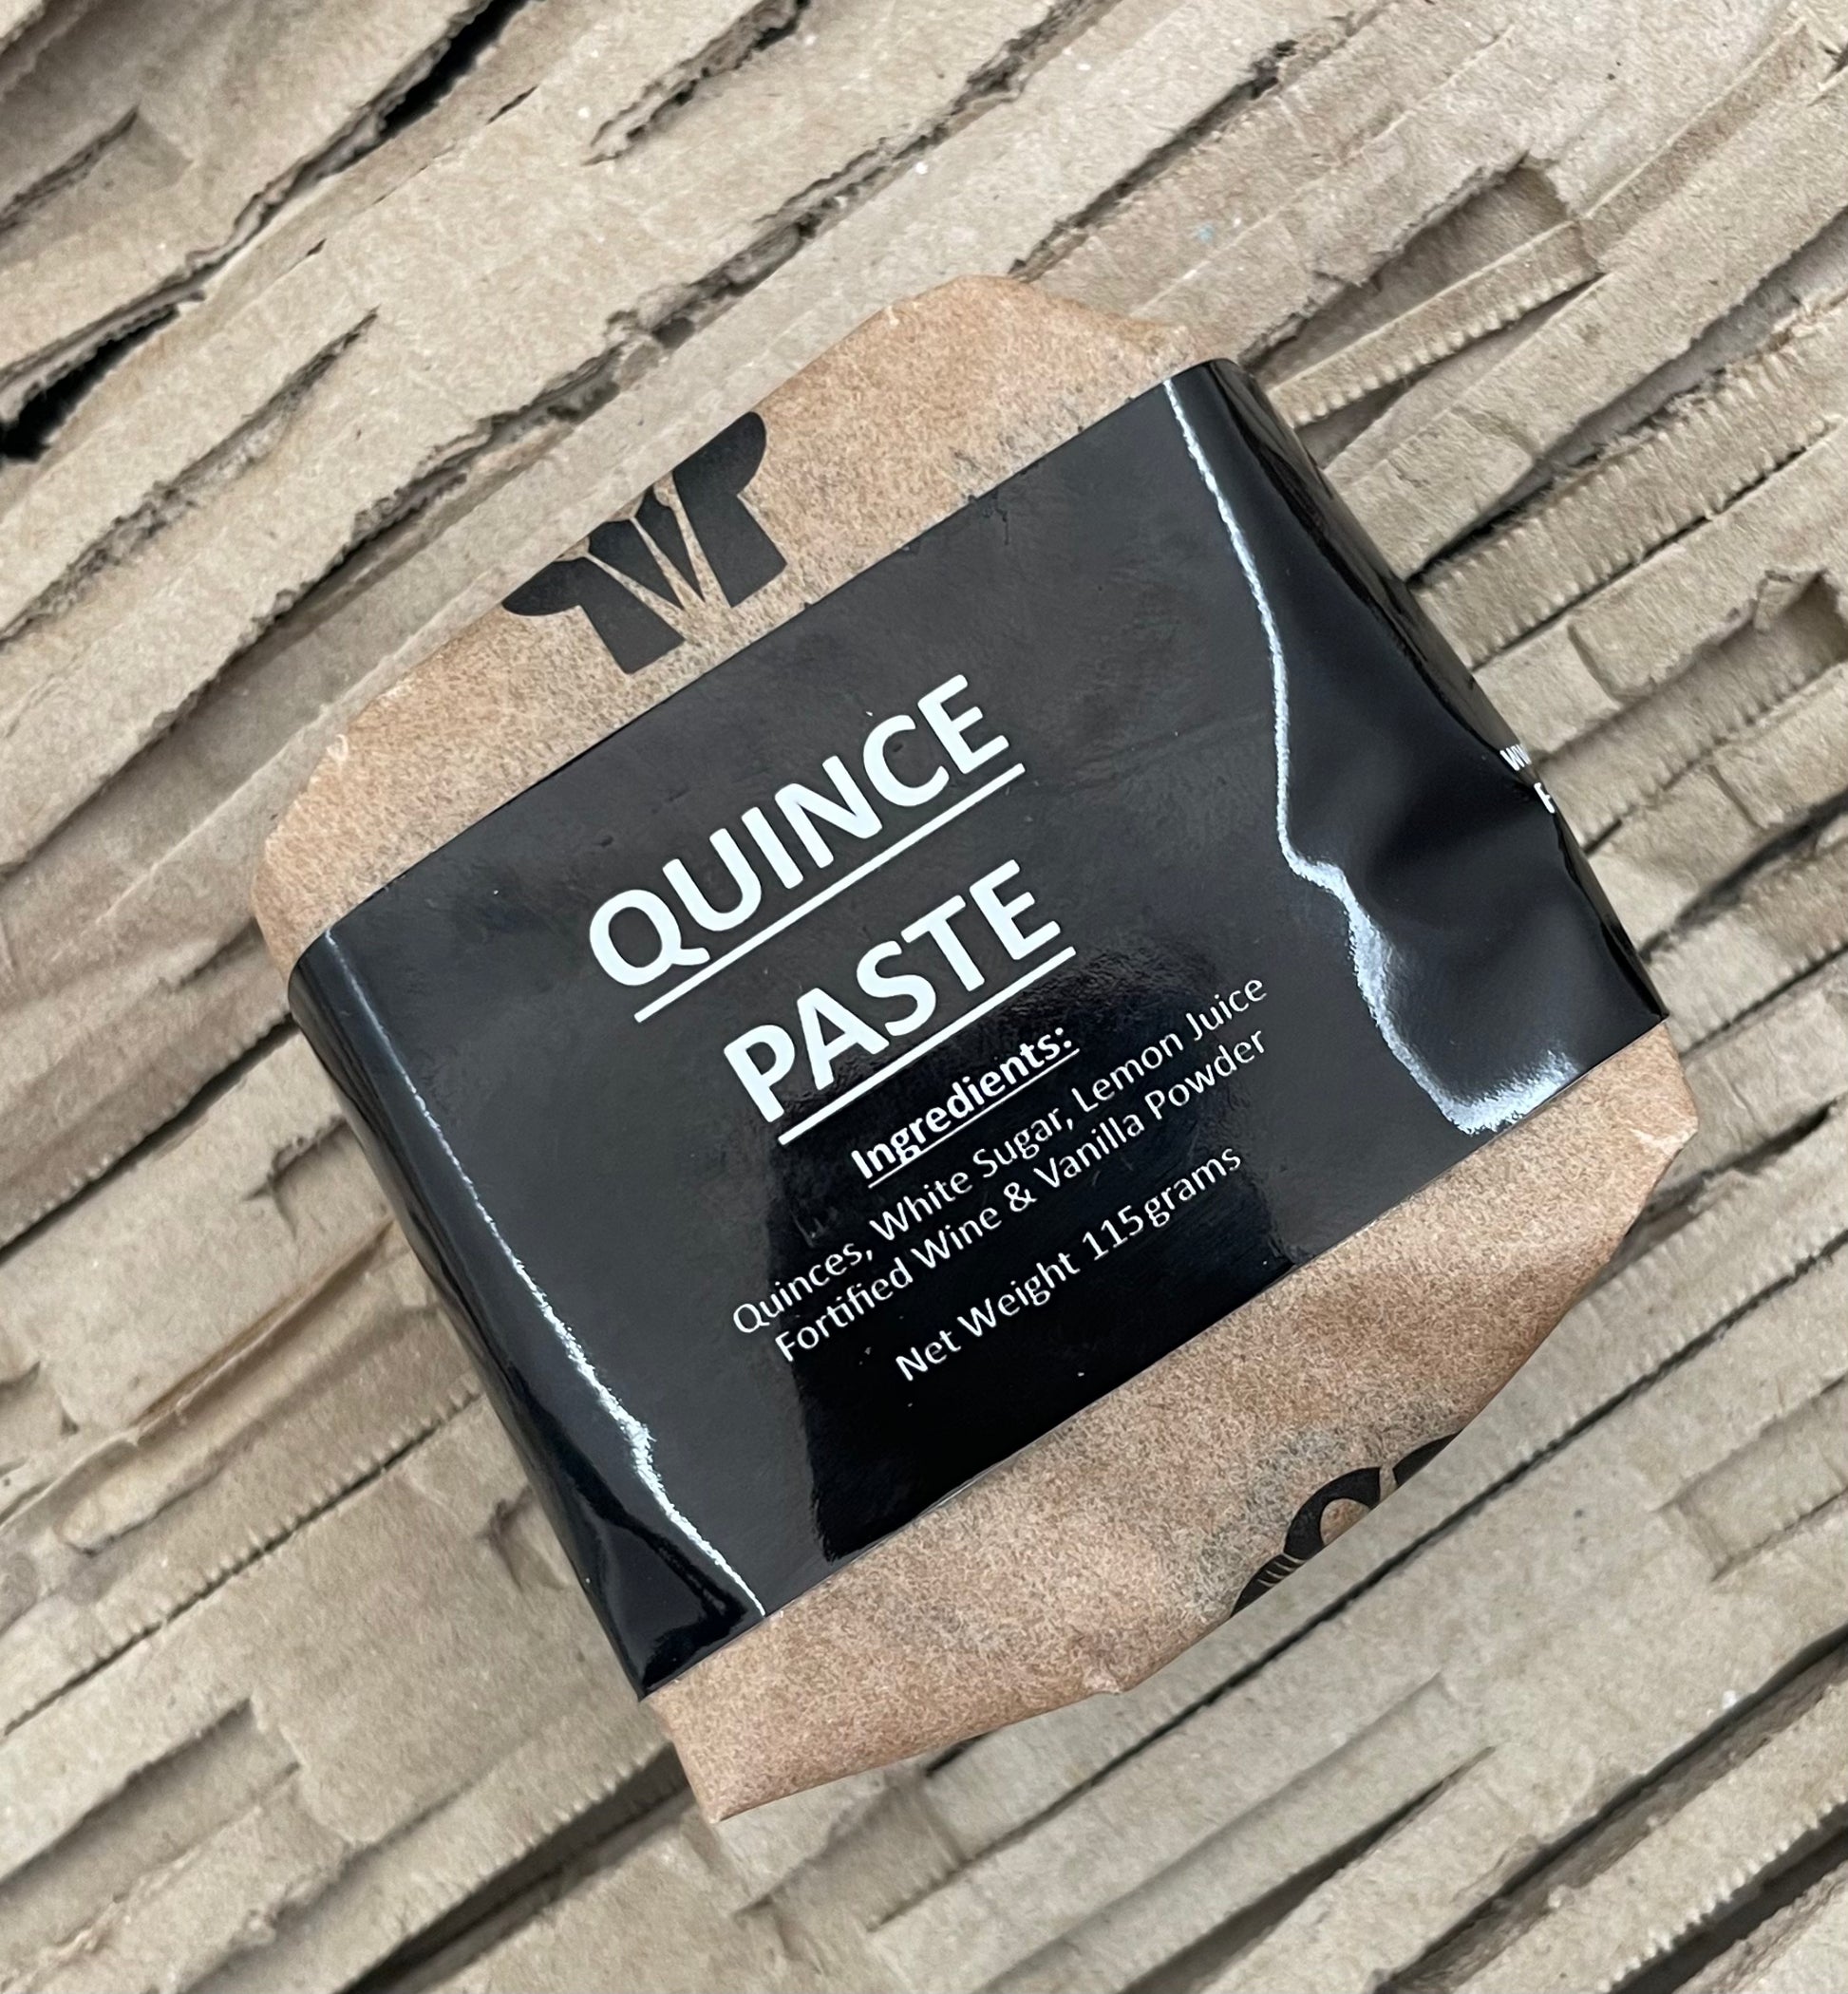 QUINCE
PASTE
Ingredients:
Quinces, White Sugar, Lemon Juice
Fortified Wine & Vanilla Powder
Net Weight 115grams